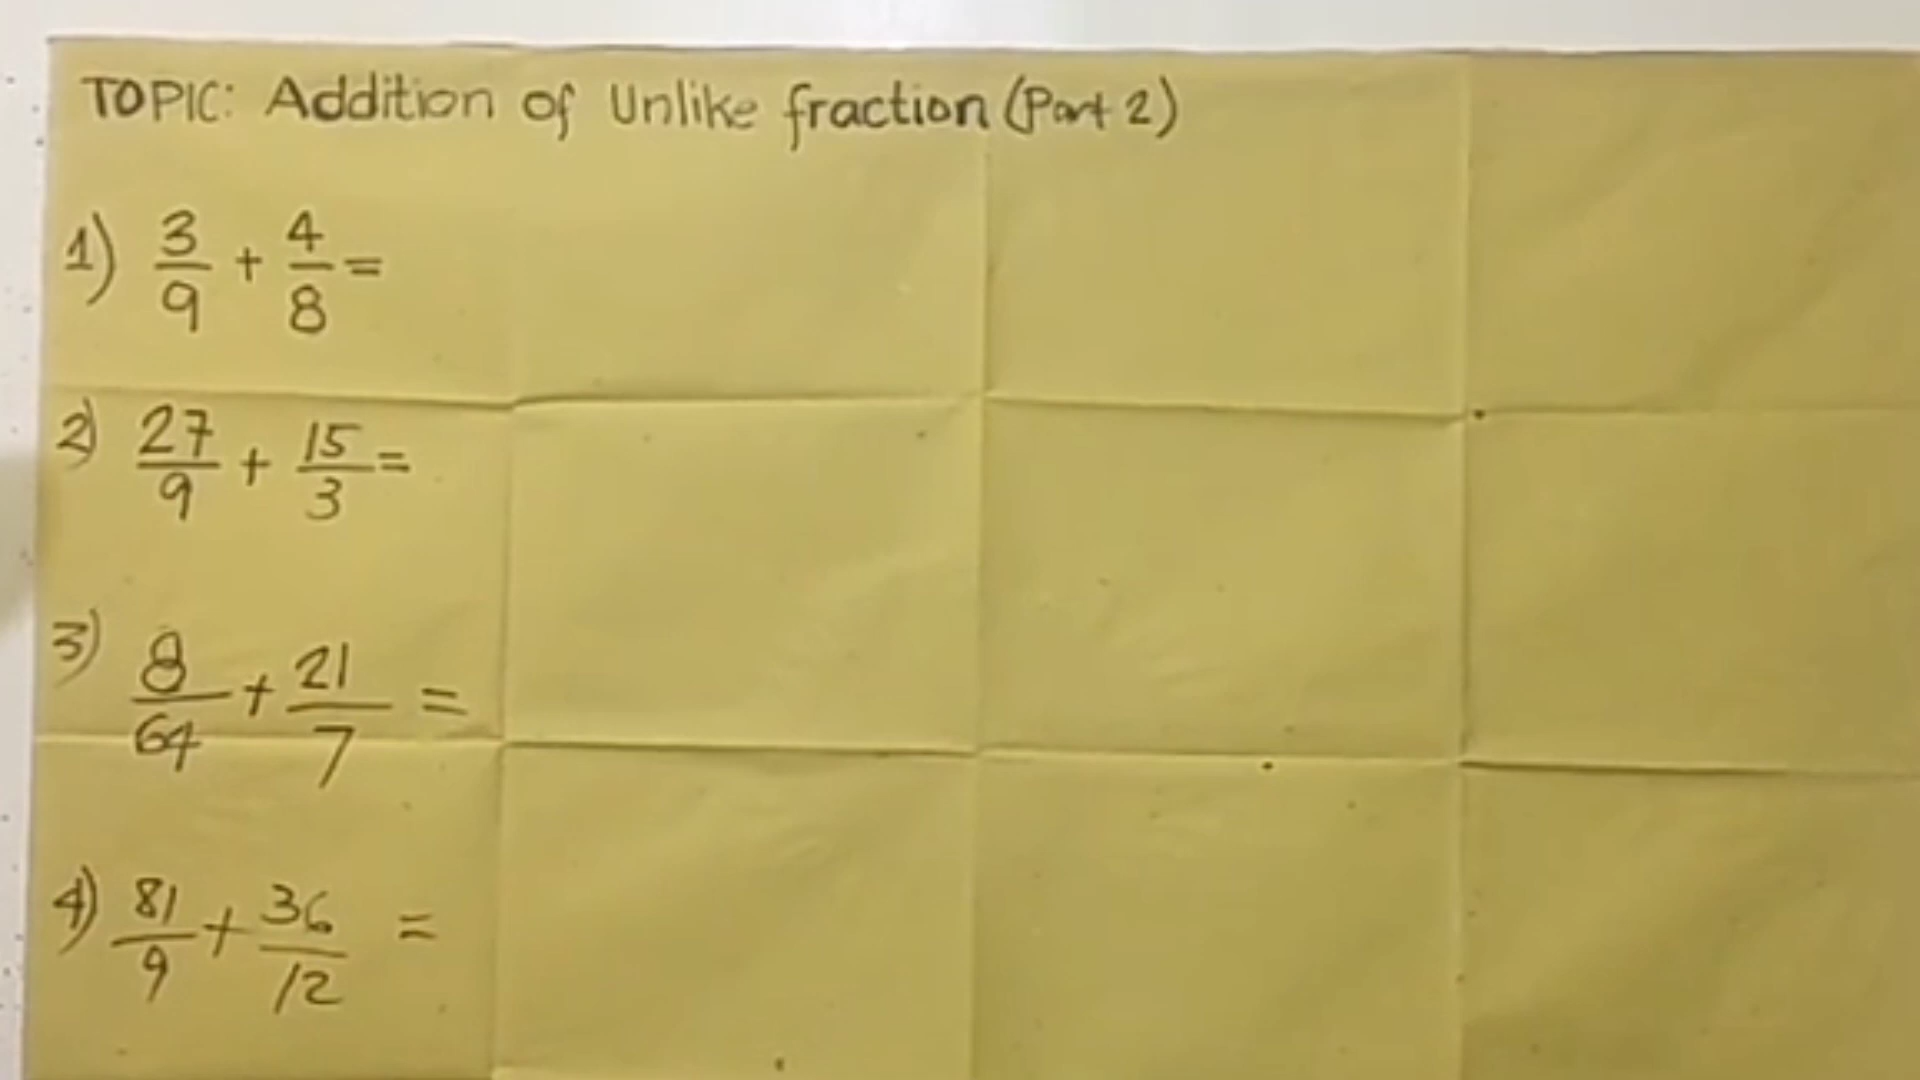 TOPIC: Addition of Unlike fraction (Part 2)
1) 3/9 + 4/8 =
2) 27/9 + 15/3 =
3) 8/64 + 21/7 =
4) 81/9 + 36/12 =